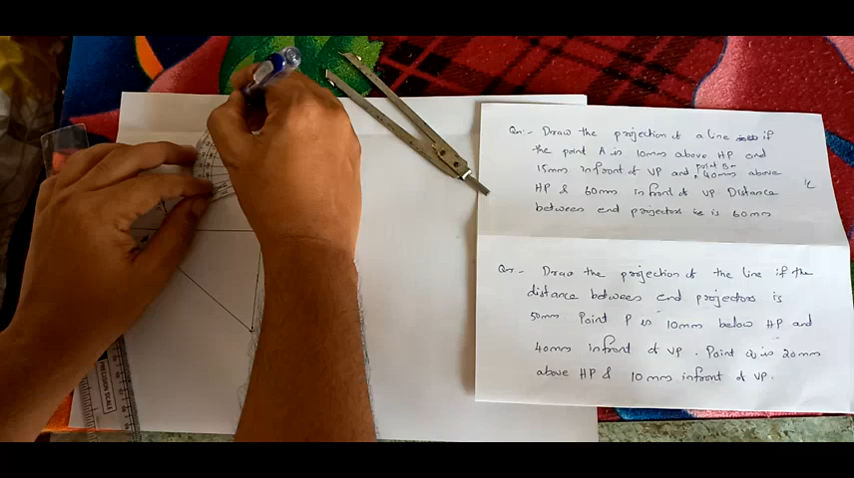 Qn:- Draw the projection of a line if
the point A is 10mm above HP and
15mm infront of VP and point B is 40mm above
HP & 60mm infront of VP Distance
between end projectors is 60mm
Qn:- Draw the projection of the line if the
distance between end projectors is
50mm Point P is 10mm below HP and
40mm infront of VP. Point Q is 20mm
above HP & 10mm infront of VP.